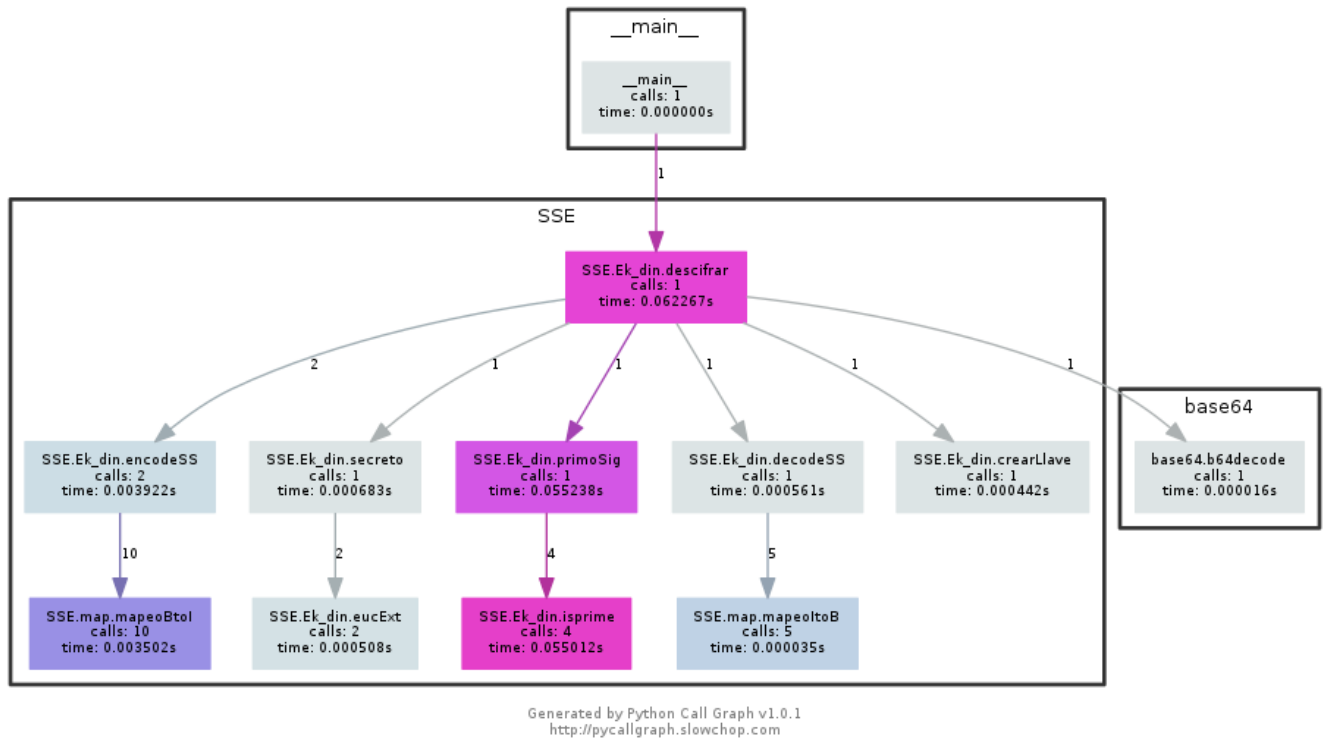 __main__
__main__
calls: 1
time: 0.000000s
1
SSE
SSE.Ek_din.descifrar
calls: 1
time: 0.062267s
2
1
1
1
1
1
base64
SSE.Ek_din.encodeSS
calls: 2
time: 0.003922s
SSE.Ek_din.secreto
calls: 1
time: 0.000683s
SSE.Ek_din.primoSig
calls: 1
time: 0.055238s
SSE.Ek_din.decodeSS
calls: 1
time: 0.000561s
SSE.Ek_din.crearLlave
calls: 1
time: 0.000442s
base64.b64decode
calls: 1
time: 0.000016s
10
2
4
5
SSE.map.mapeoBtoI
calls: 10
time: 0.003502s
SSE.Ek_din.eucExt
calls: 2
time: 0.000508s
SSE.Ek_din.isprime
calls: 4
time: 0.055012s
SSE.map.mapeoItoB
calls: 5
time: 0.000035s
Generated by Python Call Graph v1.0.1
http://pycallgraph.slowchop.com